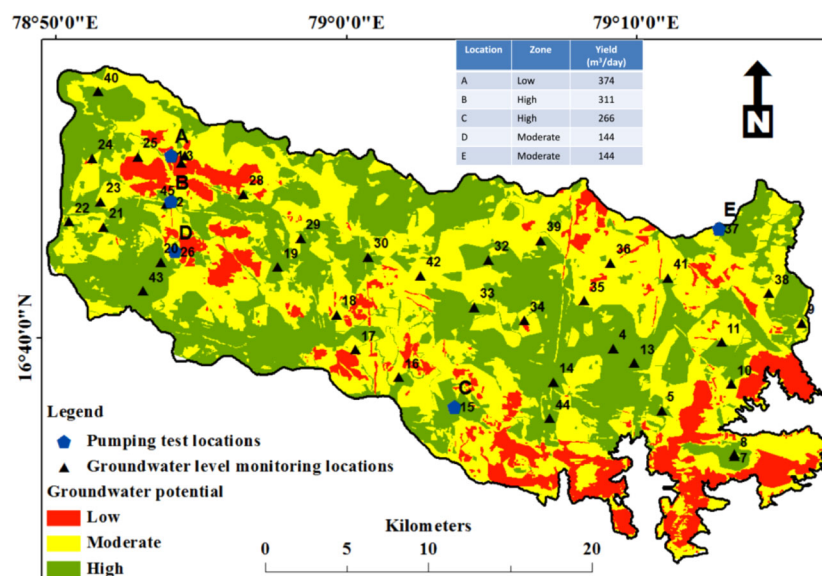 78°50'0"E 79°0'0"E 79°10'0"E
Location Zone Yield (m³/day)
A Low 374
B High 311
C High 266
D Moderate 144
E Moderate 144
N
40
A
24 25 3
B
28
23 45 2
22 21 D E
37
29 39
20 26 19 30 32 36
42 41
43 38
35
18 33 34 9
4 11
16°40'0"N
17 13
16 14 10
C
15 5
44
8
7
Legend
Pumping test locations
Groundwater level monitoring locations
Groundwater potential
Low
Moderate
High
Kilometers
0 5 10 20